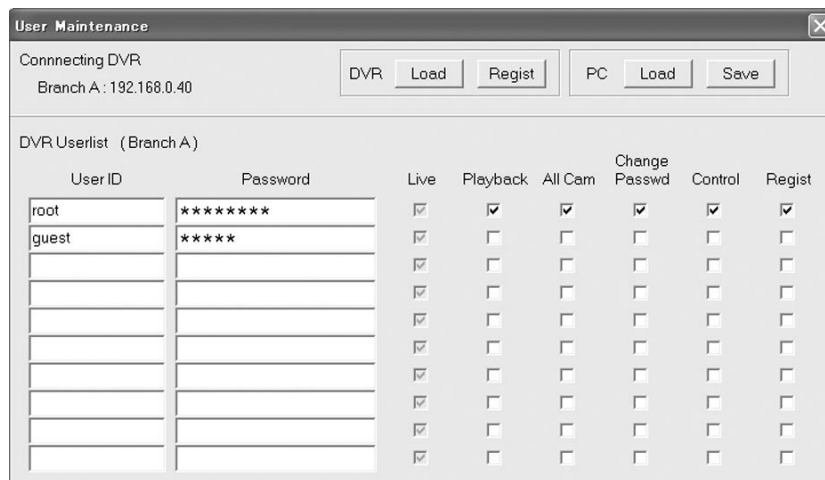 User Maintenance
Connnecting DVR
Branch A : 192.168.0.40
DVR Load Regist PC Load Save
DVR Userlist ( Branch A )
User ID Password Live Playback All Cam Change Passwd Control Regist
root ********
guest *****